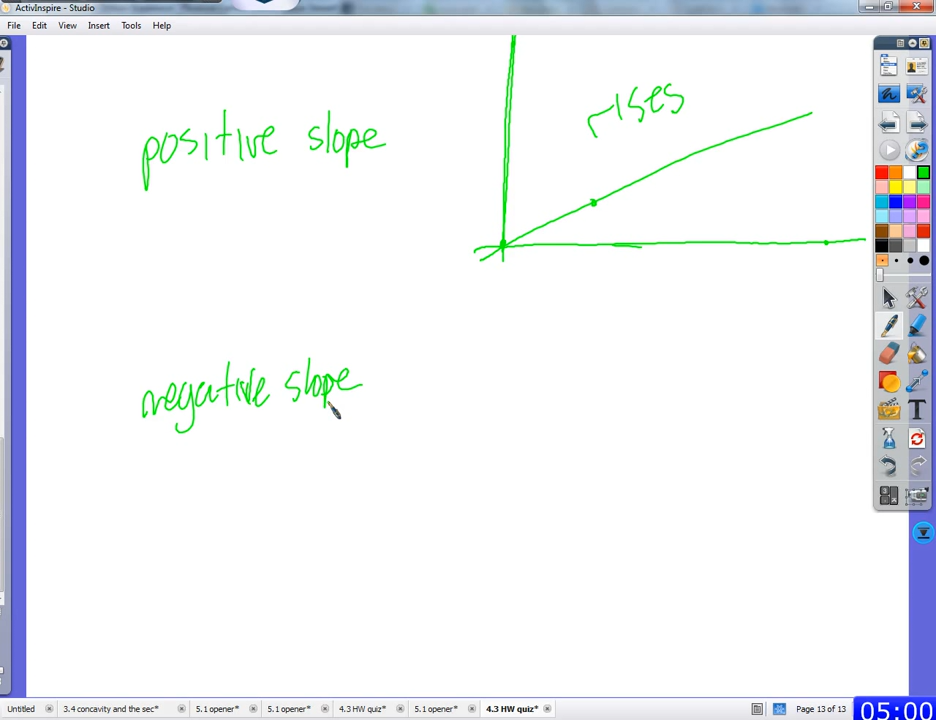 ActivInspire - Studio
File Edit View Insert Tools
rises
positive slope
negative slope
Untitled 3.4 concavity and the sec* 5.1 opener* 5.1 opener* 4.3 HW quiz* 5.1 opener* 4.3 HW quiz* Page 13 of 13
05:00